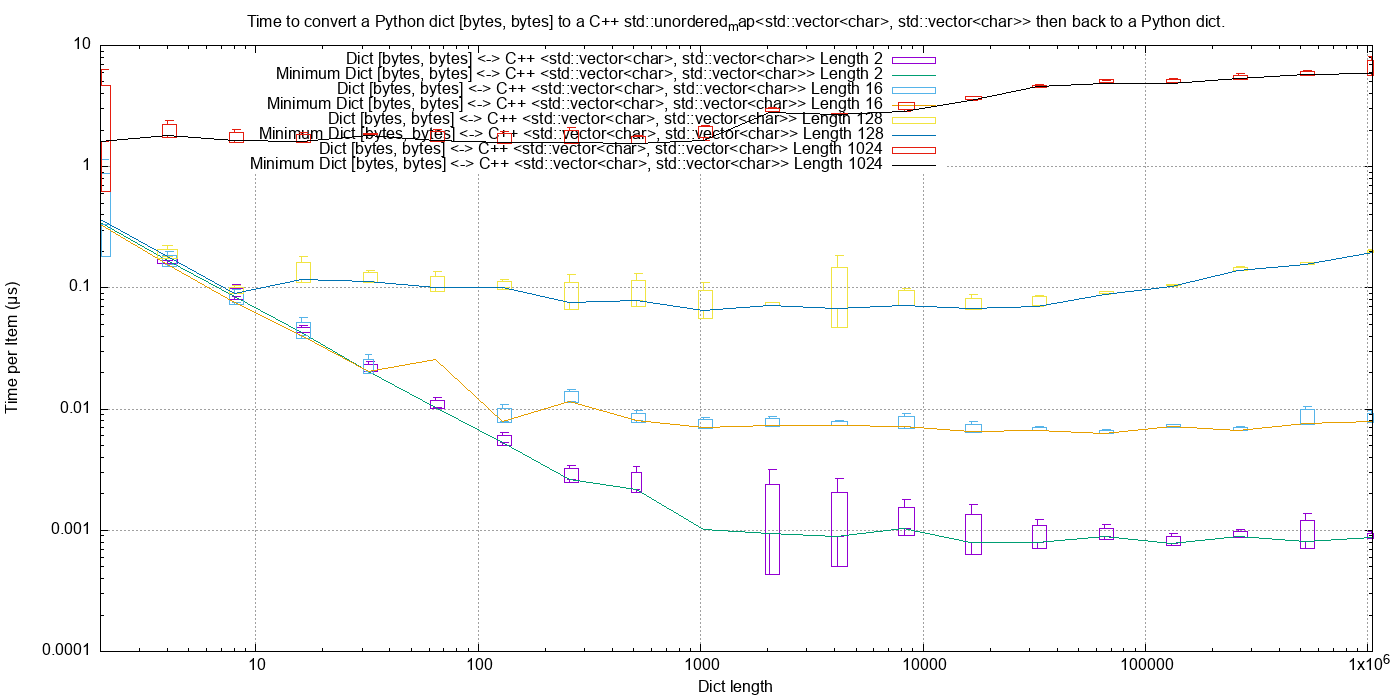 Time to convert a Python dict [bytes, bytes] to a C++ std::unordered_map<std::vector<char>, std::vector<char>> then back to a Python dict.
10
1
0.1
0.01
0.001
0.0001
Time per Item (µs)
Dict [bytes, bytes] <-> C++ <std::vector<char>, std::vector<char>> Length 2
Minimum Dict [bytes, bytes] <-> C++ <std::vector<char>, std::vector<char>> Length 2
Dict [bytes, bytes] <-> C++ <std::vector<char>, std::vector<char>> Length 16
Minimum Dict [bytes, bytes] <-> C++ <std::vector<char>, std::vector<char>> Length 16
Dict [bytes, bytes] <-> C++ <std::vector<char>, std::vector<char>> Length 128
Minimum Dict [bytes, bytes] <-> C++ <std::vector<char>, std::vector<char>> Length 128
Dict [bytes, bytes] <-> C++ <std::vector<char>, std::vector<char>> Length 1024
Minimum Dict [bytes, bytes] <-> C++ <std::vector<char>, std::vector<char>> Length 1024
10 100 1000 10000 100000 1x10⁶
Dict length